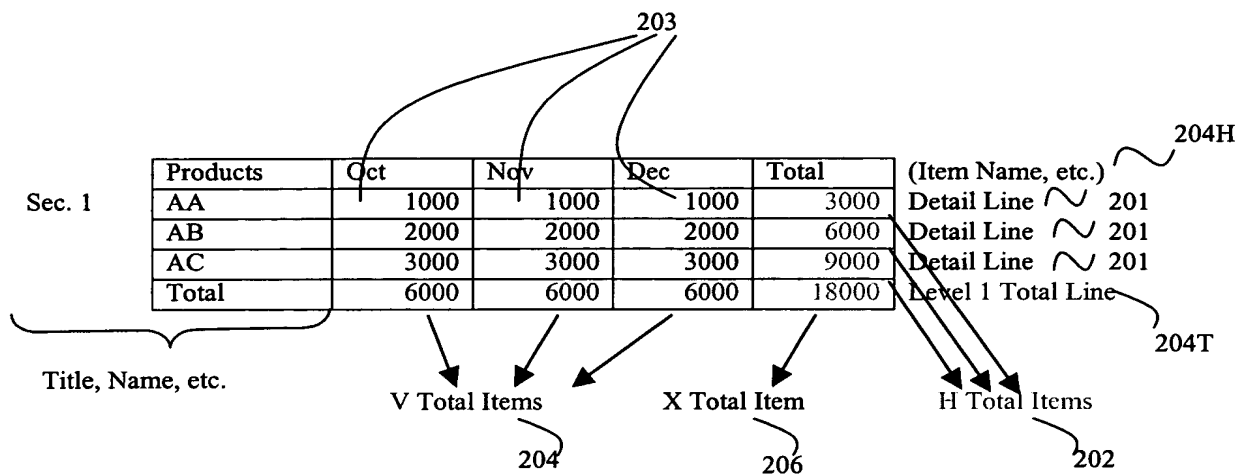 203
204H
Products Oct Nov Dec Total (Item Name, etc.)
Sec. 1 AA 1000 1000 1000 3000 Detail Line 201
AB 2000 2000 2000 6000 Detail Line 201
AC 3000 3000 3000 9000 Detail Line 201
Total 6000 6000 6000 18000 Level 1 Total Line
204T
Title, Name, etc.
V Total Items X Total Item H Total Items
204 206 202